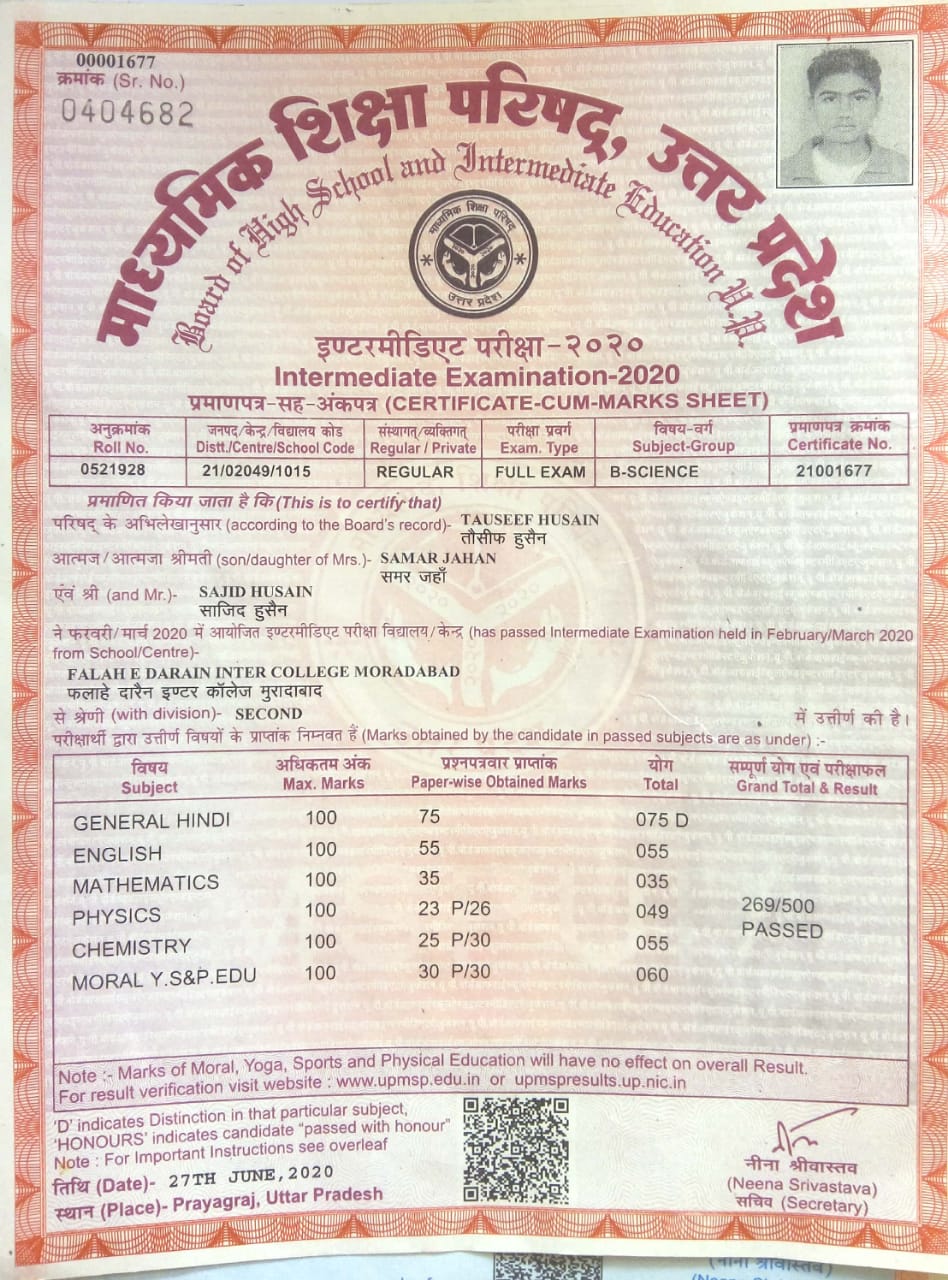 00001677
क्रमांक (Sr. No.)
0404682
माध्यमिक शिक्षा परिषद्, उत्तर प्रदेश
Board of High School and Intermediate Education U.P.
माध्यमिक शिक्षा परिषद्
उत्तर प्रदेश
इण्टरमीडिएट परीक्षा-२०२०
Intermediate Examination-2020
प्रमाणपत्र-सह-अंकपत्र (CERTIFICATE-CUM-MARKS SHEET)
अनुक्रमांक जनपद/केन्द्र/विद्यालय कोड संस्थागत/व्यक्तिगत परीक्षा प्रवर्ग विषय-वर्ग प्रमाणपत्र क्रमांक
Roll No. Distt./Centre/School Code Regular / Private Exam. Type Subject-Group Certificate No.
0521928 21/02049/1015 REGULAR FULL EXAM B-SCIENCE 21001677
प्रमाणित किया जाता है कि (This is to certify that)
परिषद् के अभिलेखानुसार (according to the Board's record)- TAUSEEF HUSAIN
तौसीफ हुसैन
आत्मज/आत्मजा श्रीमती (son/daughter of Mrs.)- SAMAR JAHAN
समर जहाँ
एंवं श्री (and Mr.)- SAJID HUSAIN
साजिद हुसैन
ने फरवरी/मार्च 2020 में आयोजित इण्टरमीडिएट परीक्षा विद्यालय/केन्द्र (has passed Intermediate Examination held in February/March 2020
from School/Centre)-
FALAH E DARAIN INTER COLLEGE MORADABAD
फलाहे दारैन इण्टर कॉलेज मुरादाबाद
से श्रेणी (with division)- SECOND में उत्तीर्ण की है।
परीक्षार्थी द्वारा उत्तीर्ण विषयों के प्राप्तांक निम्नवत हैं (Marks obtained by the candidate in passed subjects are as under) :-
विषय अधिकतम अंक प्रश्नपत्रवार प्राप्तांक योग सम्पूर्ण योग एवं परीक्षाफल
Subject Max. Marks Paper-wise Obtained Marks Total Grand Total & Result
GENERAL HINDI 100 75 075 D
ENGLISH 100 55 055
MATHEMATICS 100 35 035
PHYSICS 100 23 P/26 049 269/500
PASSED
CHEMISTRY 100 25 P/30 055
MORAL Y.S&P.EDU 100 30 P/30 060
Note :- Marks of Moral, Yoga, Sports and Physical Education will have no effect on overall Result.
For result verification visit website : www.upmsp.edu.in or upmspresults.up.nic.in
'D' indicates Distinction in that particular subject,
'HONOURS' indicates candidate "passed with honour"
Note : For Important Instructions see overleaf
तिथि (Date)- 27TH JUNE, 2020
स्थान (Place)- Prayagraj, Uttar Pradesh
नीना श्रीवास्तव
(Neena Srivastava)
सचिव (Secretary)